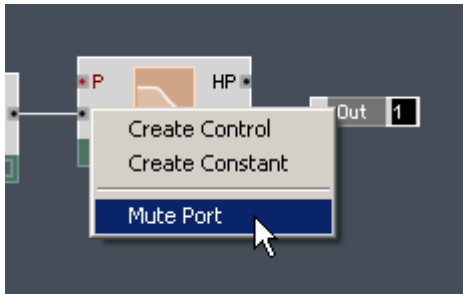 P HP
Out 1
Create Control
Create Constant
Mute Port